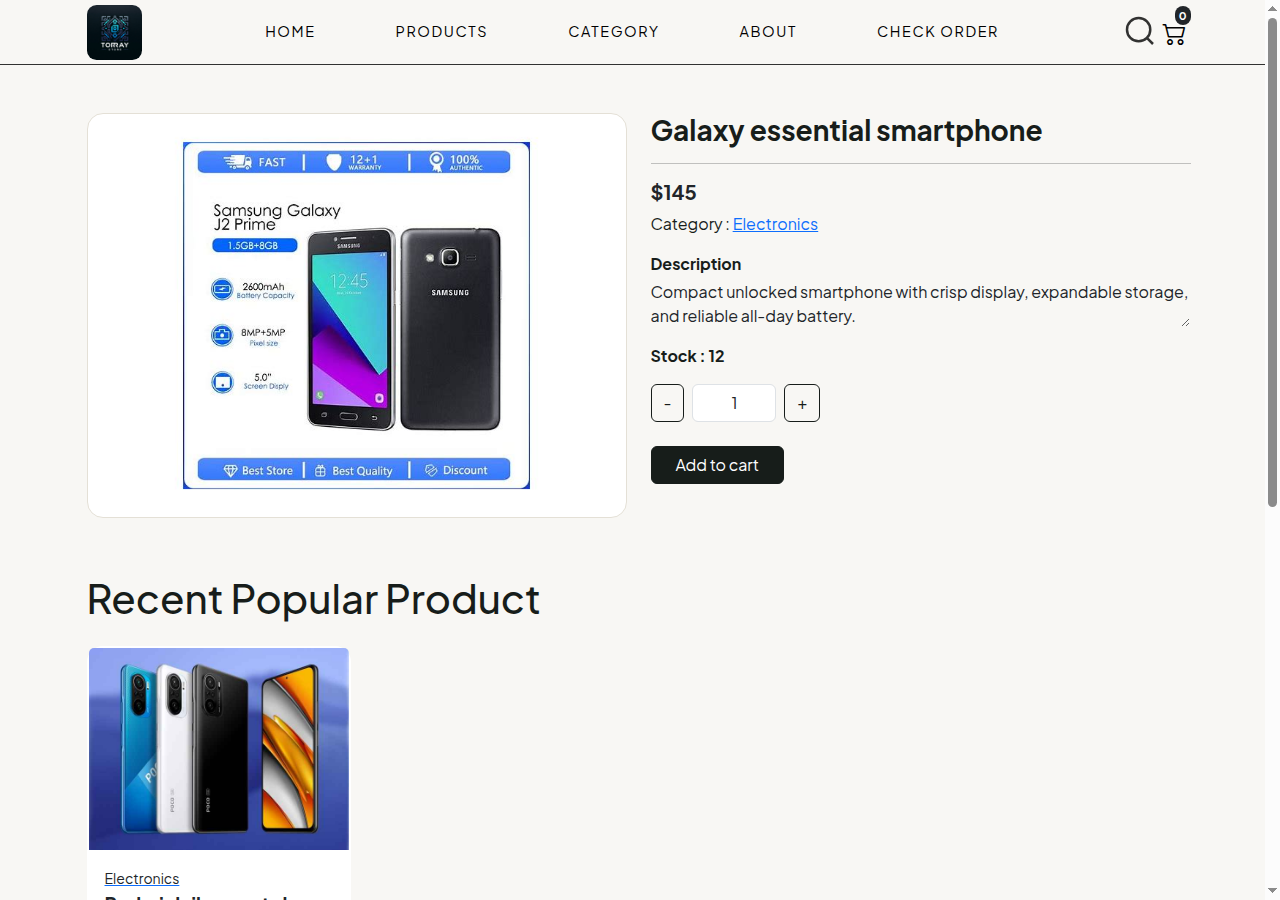 TORRAY
HOME
PRODUCTS
CATEGORY
ABOUT
CHECK ORDER
0
FAST
12+1
WARRANTY
100%
AUTHENTIC
Samsung Galaxy
J2 Prime
1.5GB+8GB
2600mAh
Battery Capacity
8MP+5MP
Pixel size
5.0"
Screen Disply
SAMSUNG
12:45
SAMSUNG
Best Store
Best Quality
Discount
Galaxy essential smartphone
$145
Category : Electronics
Description
Compact unlocked smartphone with crisp display, expandable storage,
and reliable all-day battery.
Stock : 12
-
1
+
Add to cart
Recent Popular Product
POCO
POCO
Electronics